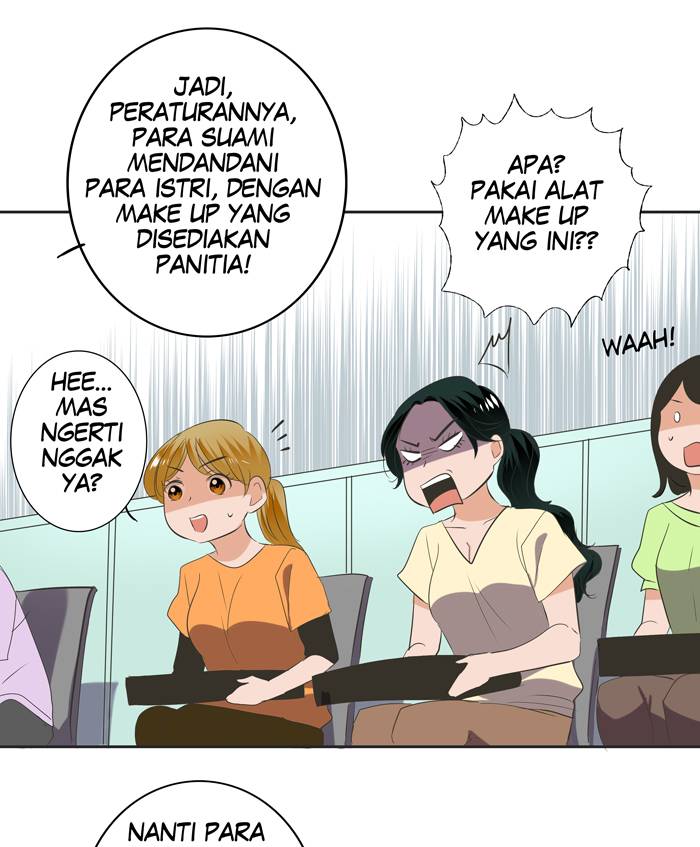 JADI,
PERATURANNYA,
PARA SUAMI
MENDANDANI
PARA ISTRI, DENGAN
MAKE UP YANG
DISEDIAKAN
PANITIA!
APA?
PAKAI ALAT
MAKE UP
YANG INI??
WAAH!
HEE...
MAS
NGERTI
NGGAK
YA?
NANTI PARA